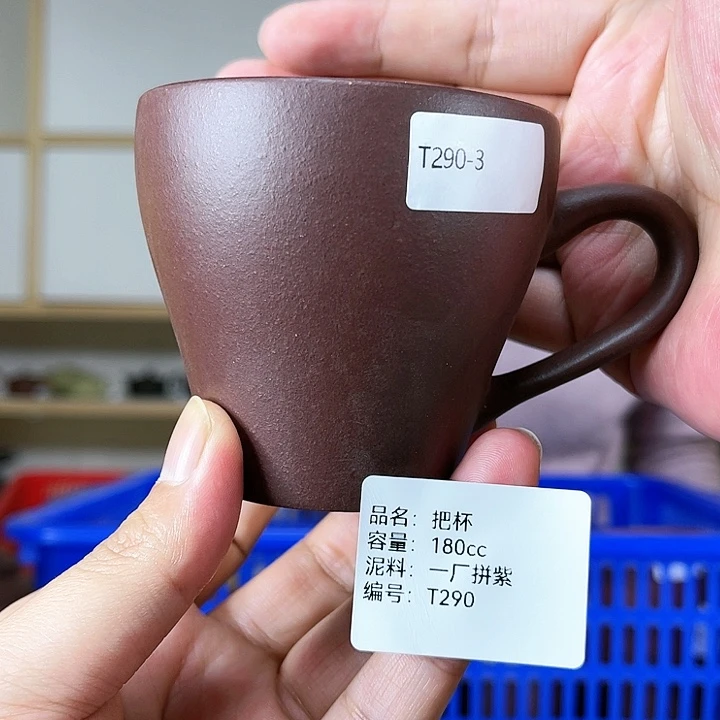 T290-3
品名：把杯
容量：180cc
泥料：一厂拼紫
编号：T290